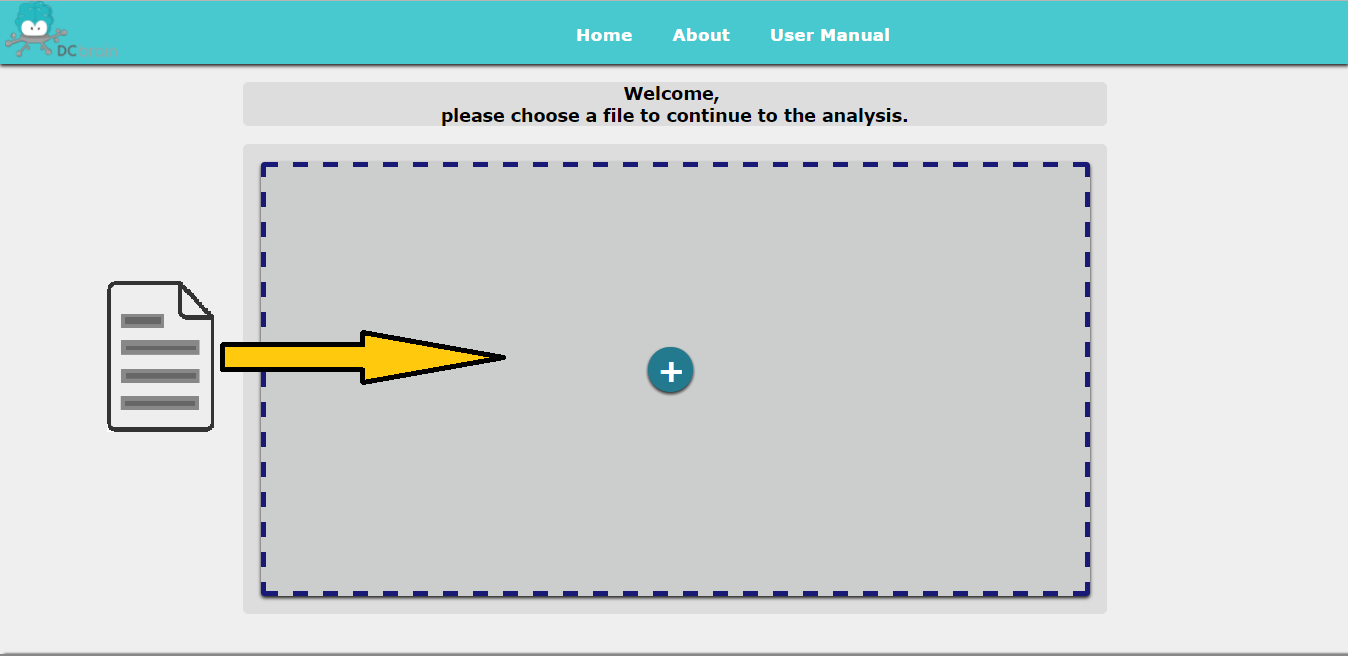 DCbrain
Home About User Manual
Welcome,
please choose a file to continue to the analysis.
+